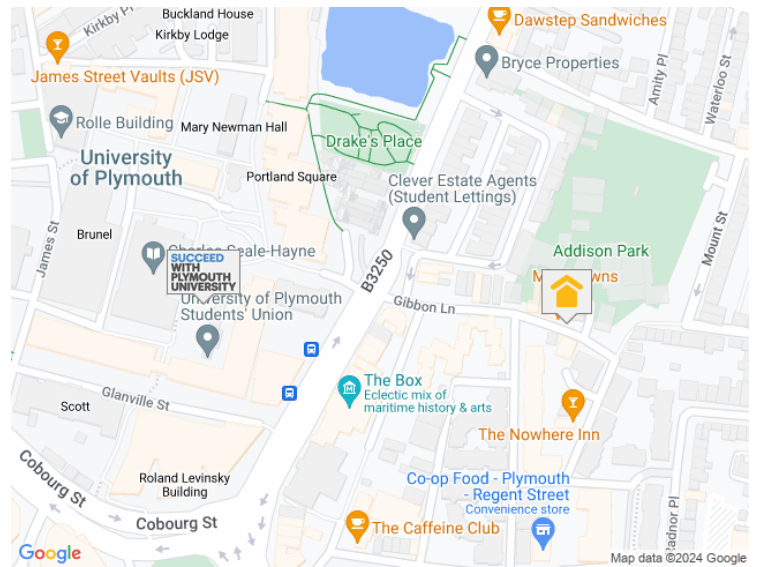 Buckland House
Kirkby Lodge
Dawstep Sandwiches
James Street Vaults (JSV)
Bryce Properties
Amity Pl
Waterloo St
Rolle Building
Mary Newman Hall
Drake's Place
University
of Plymouth
Portland Square
Clever Estate Agents
(Student Lettings)
James St
Brunel
Seale-Hayne
SUCCEED
WITH
PLYMOUTH
UNIVERSITY
Addison Park
Mount St
B3250
University of Plymouth
Students' Union
Gibbon Ln
The Box
Eclectic mix of
maritime history & arts
Glanville St
Scott
The Nowhere Inn
Cobourg St
Roland Levinsky
Building
Co-op Food - Plymouth
- Regent Street
Convenience store
Cobourg St
The Caffeine Club
Radnor Pl
Google
Map data ©2024 Google